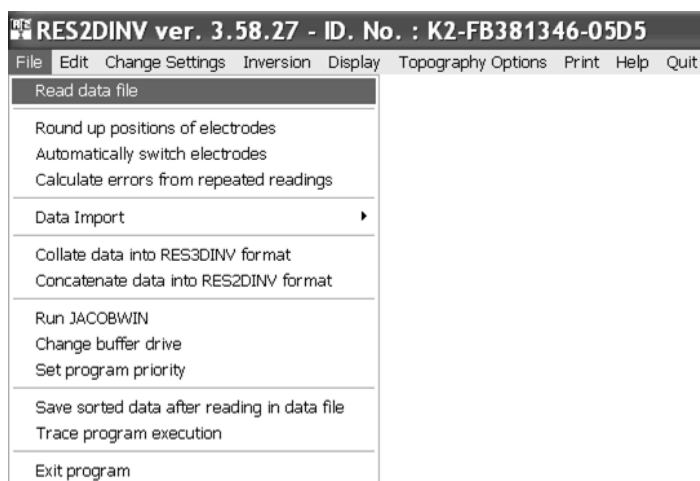 RES2DINV ver. 3.58.27 - ID. No. : K2-FB381346-05D5
File Edit Change Settings Inversion Display Topography Options Print Help Quit
Read data file
Round up positions of electrodes
Automatically switch electrodes
Calculate errors from repeated readings
Data Import
Collate data into RES3DINV format
Concatenate data into RES2DINV format
Run JACOBWIN
Change buffer drive
Set program priority
Save sorted data after reading in data file
Trace program execution
Exit program